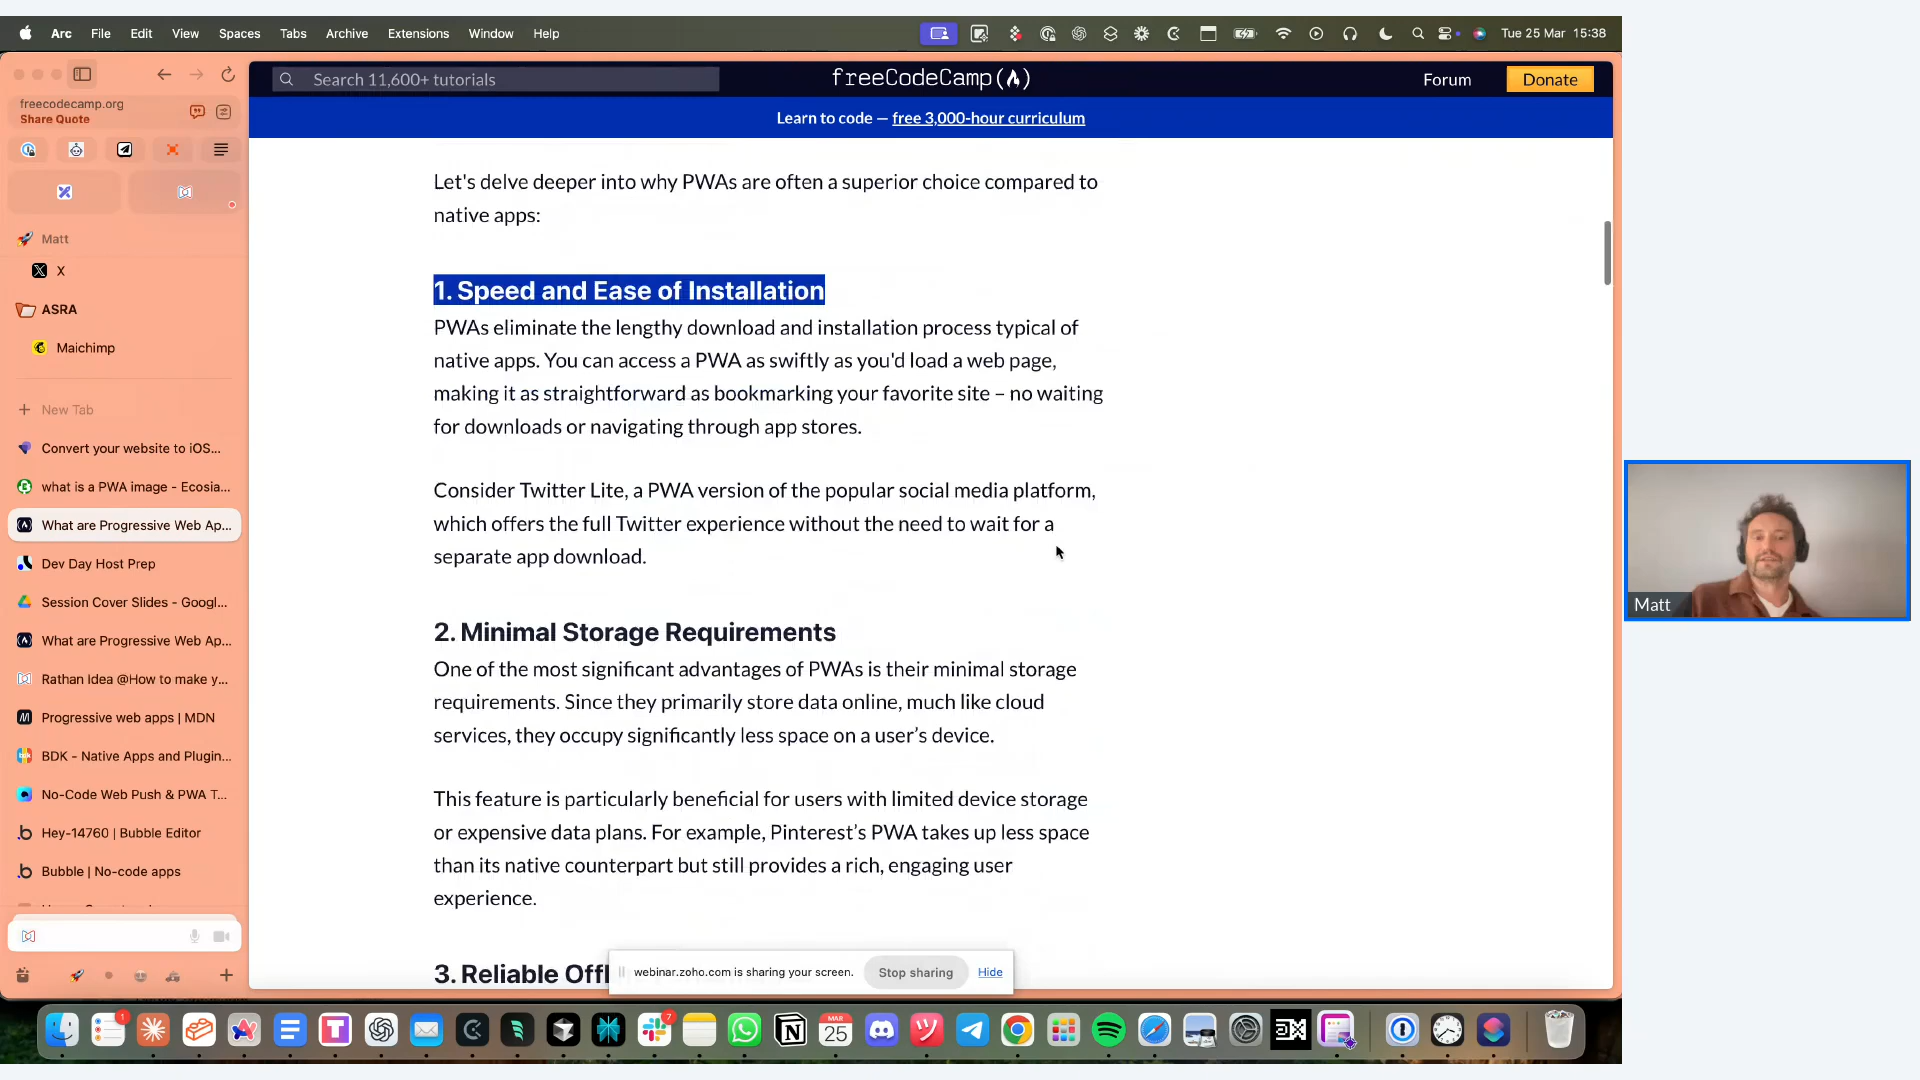 Arc File Edit View Spaces Tabs Archive Extensions Window Help
Tue 25 Mar 15:38
freecodecamp.org
Share Quote
Matt
X
ASRA
Maichimp
New Tab
Convert your website to iOS...
what is a PWA image - Ecosia...
What are Progressive Web Ap...
Dev Day Host Prep
Session Cover Slides - Googl...
What are Progressive Web Ap...
Rathan Idea @How to make y...
Progressive web apps | MDN
BDK - Native Apps and Plugin...
No-Code Web Push & PWA T...
Hey-14760 | Bubble Editor
Bubble | No-code apps
Search 11,600+ tutorials
freeCodeCamp
Forum
Donate
Learn to code — free 3,000-hour curriculum
Let's delve deeper into why PWAs are often a superior choice compared to
native apps:
1. Speed and Ease of Installation
PWAs eliminate the lengthy download and installation process typical of
native apps. You can access a PWA as swiftly as you'd load a web page,
making it as straightforward as bookmarking your favorite site – no waiting
for downloads or navigating through app stores.
Consider Twitter Lite, a PWA version of the popular social media platform,
which offers the full Twitter experience without the need to wait for a
separate app download.
2. Minimal Storage Requirements
One of the most significant advantages of PWAs is their minimal storage
requirements. Since they primarily store data online, much like cloud
services, they occupy significantly less space on a user's device.
This feature is particularly beneficial for users with limited device storage
or expensive data plans. For example, Pinterest's PWA takes up less space
than its native counterpart but still provides a rich, engaging user
experience.
3. Reliable Offl
webinar.zoho.com is sharing your screen.
Stop sharing
Hide
Matt
1
7
MAR
25